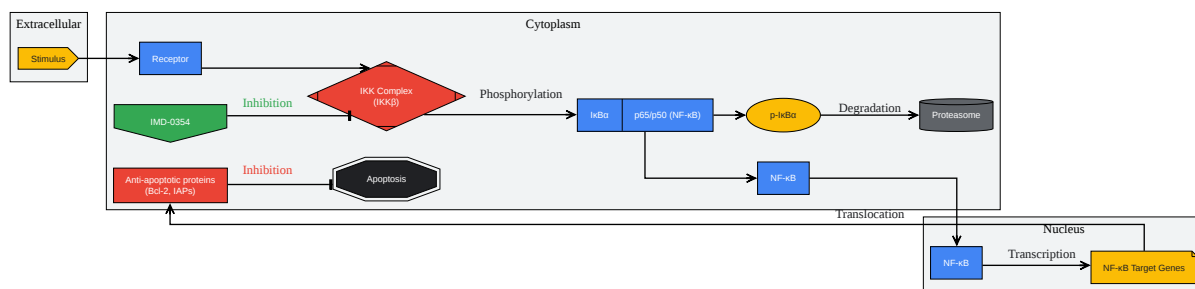 Extracellular
Stimulus
Cytoplasm
Receptor
IKK Complex
(IKKβ)
IMD-0354
Inhibition
Phosphorylation
IκBα
p65/p50 (NF-κB)
p-IκBα
Degradation
Proteasome
Anti-apoptotic proteins
(Bcl-2, IAPs)
Inhibition
Apoptosis
NF-κB
Translocation
Nucleus
NF-κB
Transcription
NF-κB Target Genes